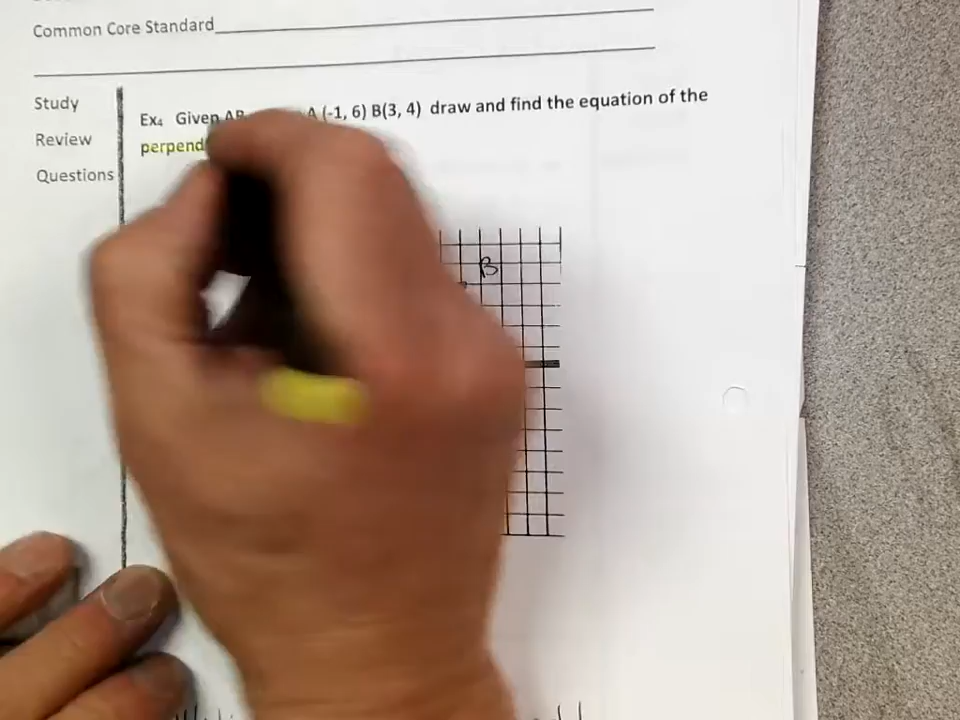 Common Core Standard
Study
Review
Questions
Ex4 Given AB A (-1, 6) B(3, 4) draw and find the equation of the
perpend
B